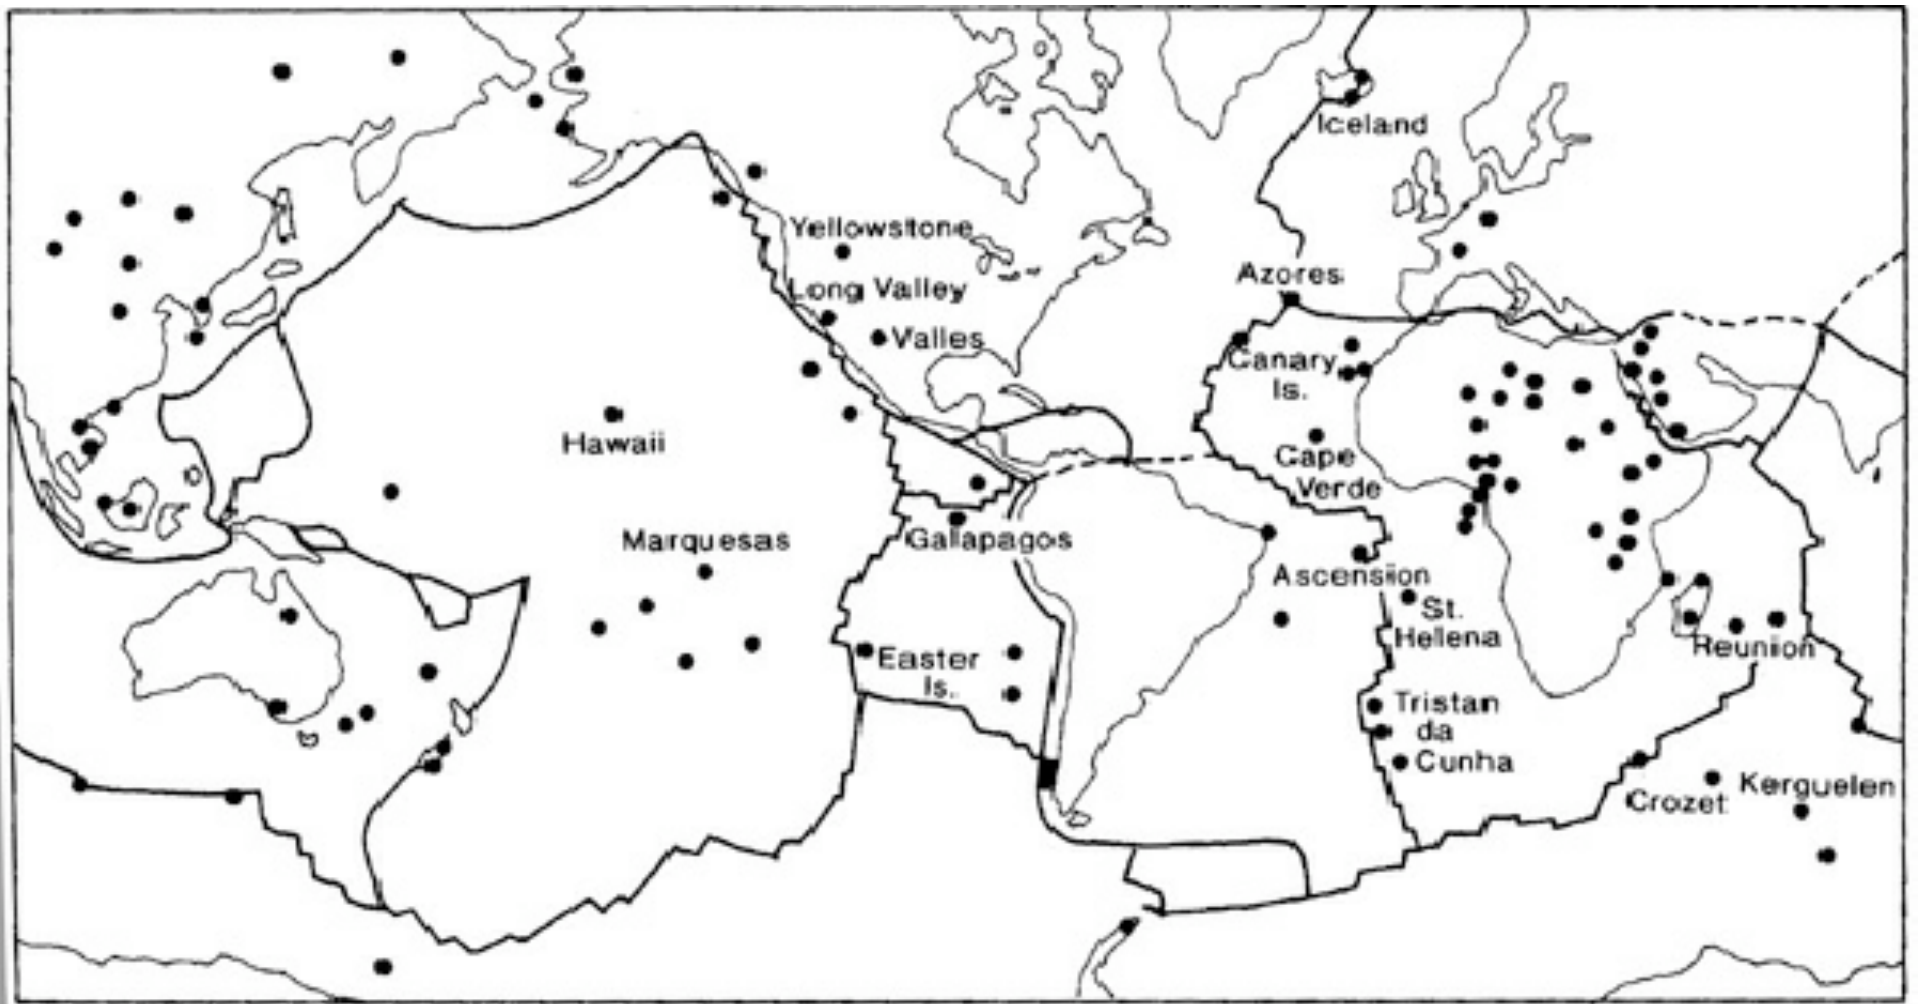 Iceland
Yellowstone
Azores
Long Valley
Valles
Canary
Is.
Hawaii
Cape
Verde
Marquesas
Galapagos
Ascension
St.
Helena
Easter
Is.
Reunion
Tristan
da
Cunha
Kerguelen
Crozet